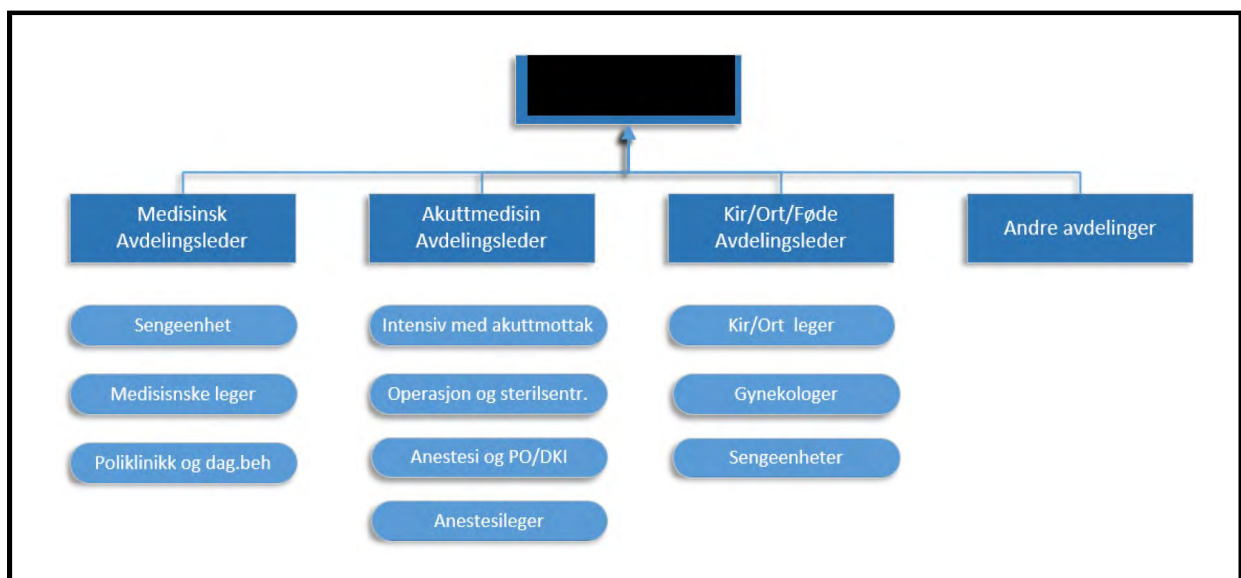 Medisinsk
Avdelingsleder
Akuttmedisin
Avdelingsleder
Kir/Ort/Føde
Avdelingsleder
Andre avdelinger
Sengeenhet
Medisisnske leger
Poliklinikk og dag.beh
Intensiv med akuttmottak
Operasjon og sterilsentr.
Anestesi og PO/DKI
Anestesileger
Kir/Ort leger
Gynekologer
Sengeenheter